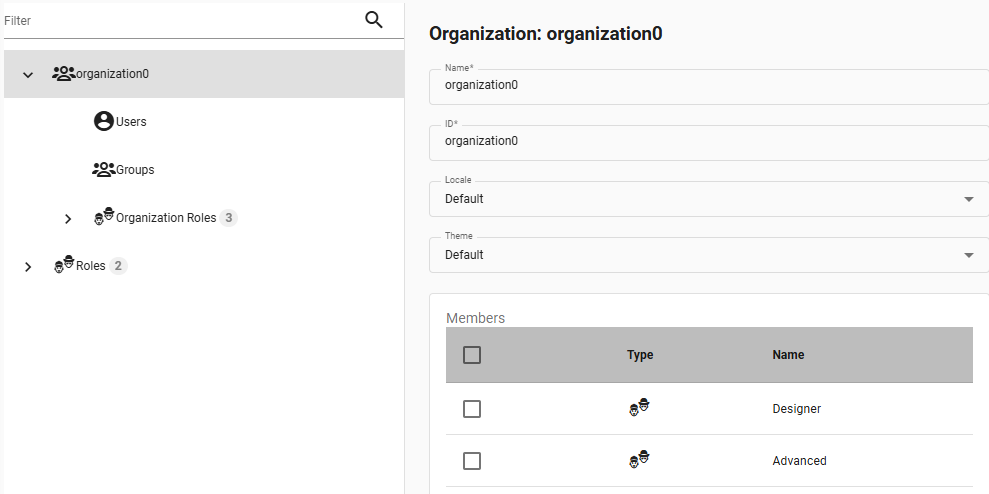 Filter
organization0
Users
Groups
Organization Roles 3
Roles 2
Organization: organization0
Name*
organization0
ID*
organization0
Locale
Default
Theme
Default
Members
Type Name
Designer
Advanced